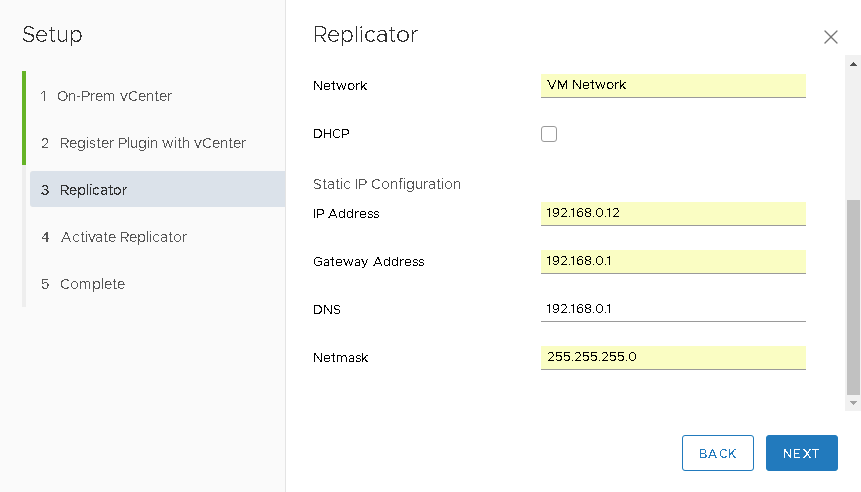 Setup
1 On-Prem vCenter
2 Register Plugin with vCenter
3 Replicator
4 Activate Replicator
5 Complete
Replicator
Network VM Network
DHCP
Static IP Configuration
IP Address 192.168.0.12
Gateway Address 192.168.0.1
DNS 192.168.0.1
Netmask 255.255.255.0
BACK NEXT